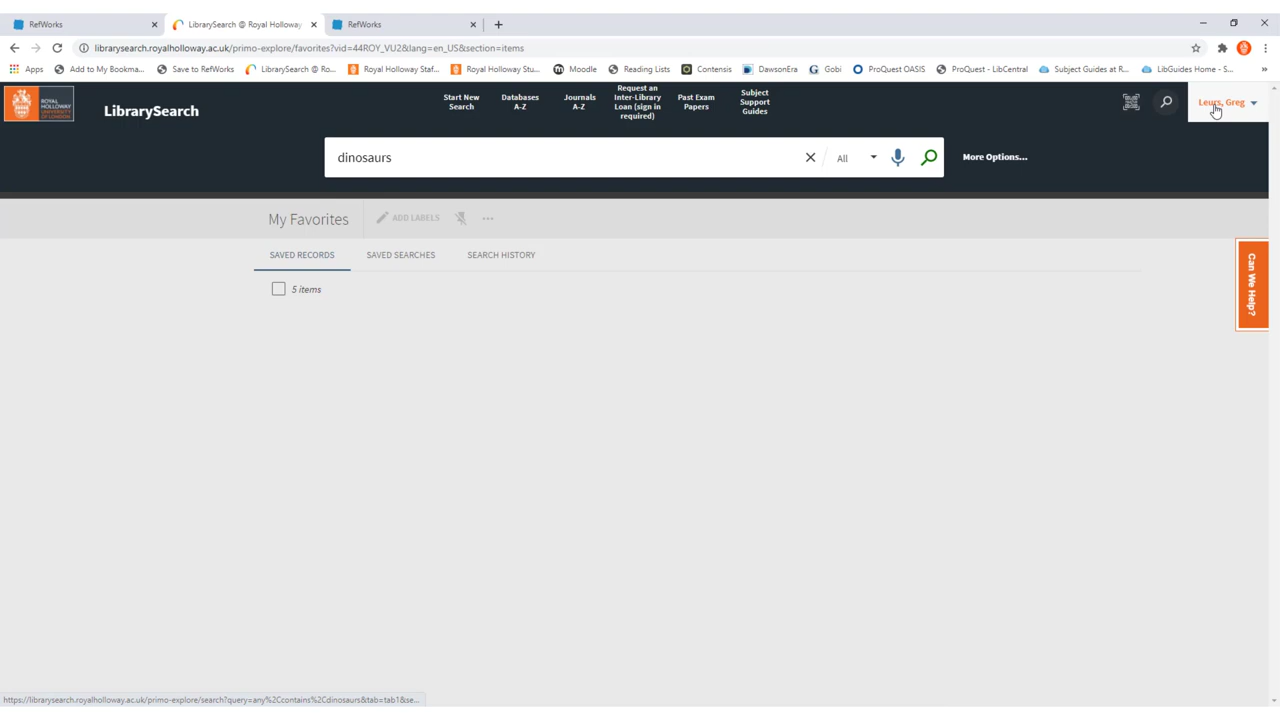 RefWorks
LibrarySearch @ Royal Holloway
RefWorks
librarysearch.royalholloway.ac.uk/primo-explore/favorites?vid=44ROY_VU2&lang=en_US&section=items
Apps
Add to My Bookma...
Save to RefWorks
LibrarySearch @ Ro...
Royal Holloway Staf...
Royal Holloway Stu...
Moodle
Reading Lists
Contensis
DawsonEra
Gobi
ProQuest OASIS
ProQuest - LibCentral
Subject Guides at R...
LibGuides Home - S...
»
ROYAL
HOLLOWAY
UNIVERSITY
OF LONDON
LibrarySearch
Start New
Search
Databases
A-Z
Journals
A-Z
Request an
Inter-Library
Loan (sign in
required)
Past Exam
Papers
Subject
Support
Guides
Leurs, Greg
dinosaurs
All
More Options...
My Favorites
ADD LABELS
SAVED RECORDS
SAVED SEARCHES
SEARCH HISTORY
5 items
Can We Help?
https://librarysearch.royalholloway.ac.uk/primo-explore/search?query=any%2Ccontains%2Cdinosaurs&tab=tab1&se...